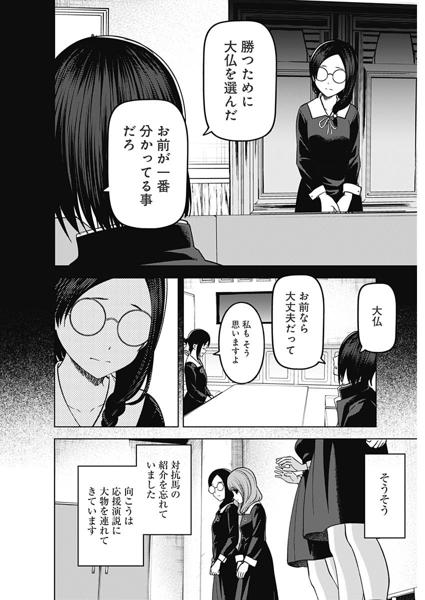 勝つために
大仏を選んだ
お前が一番
分かってる事
だろ
大仏
お前なら
大丈夫だって
私も そう
思いますよ
そうそう
対抗馬の
紹介を忘れて
いました
向こうは
応援演説に
大物を連れて
きています